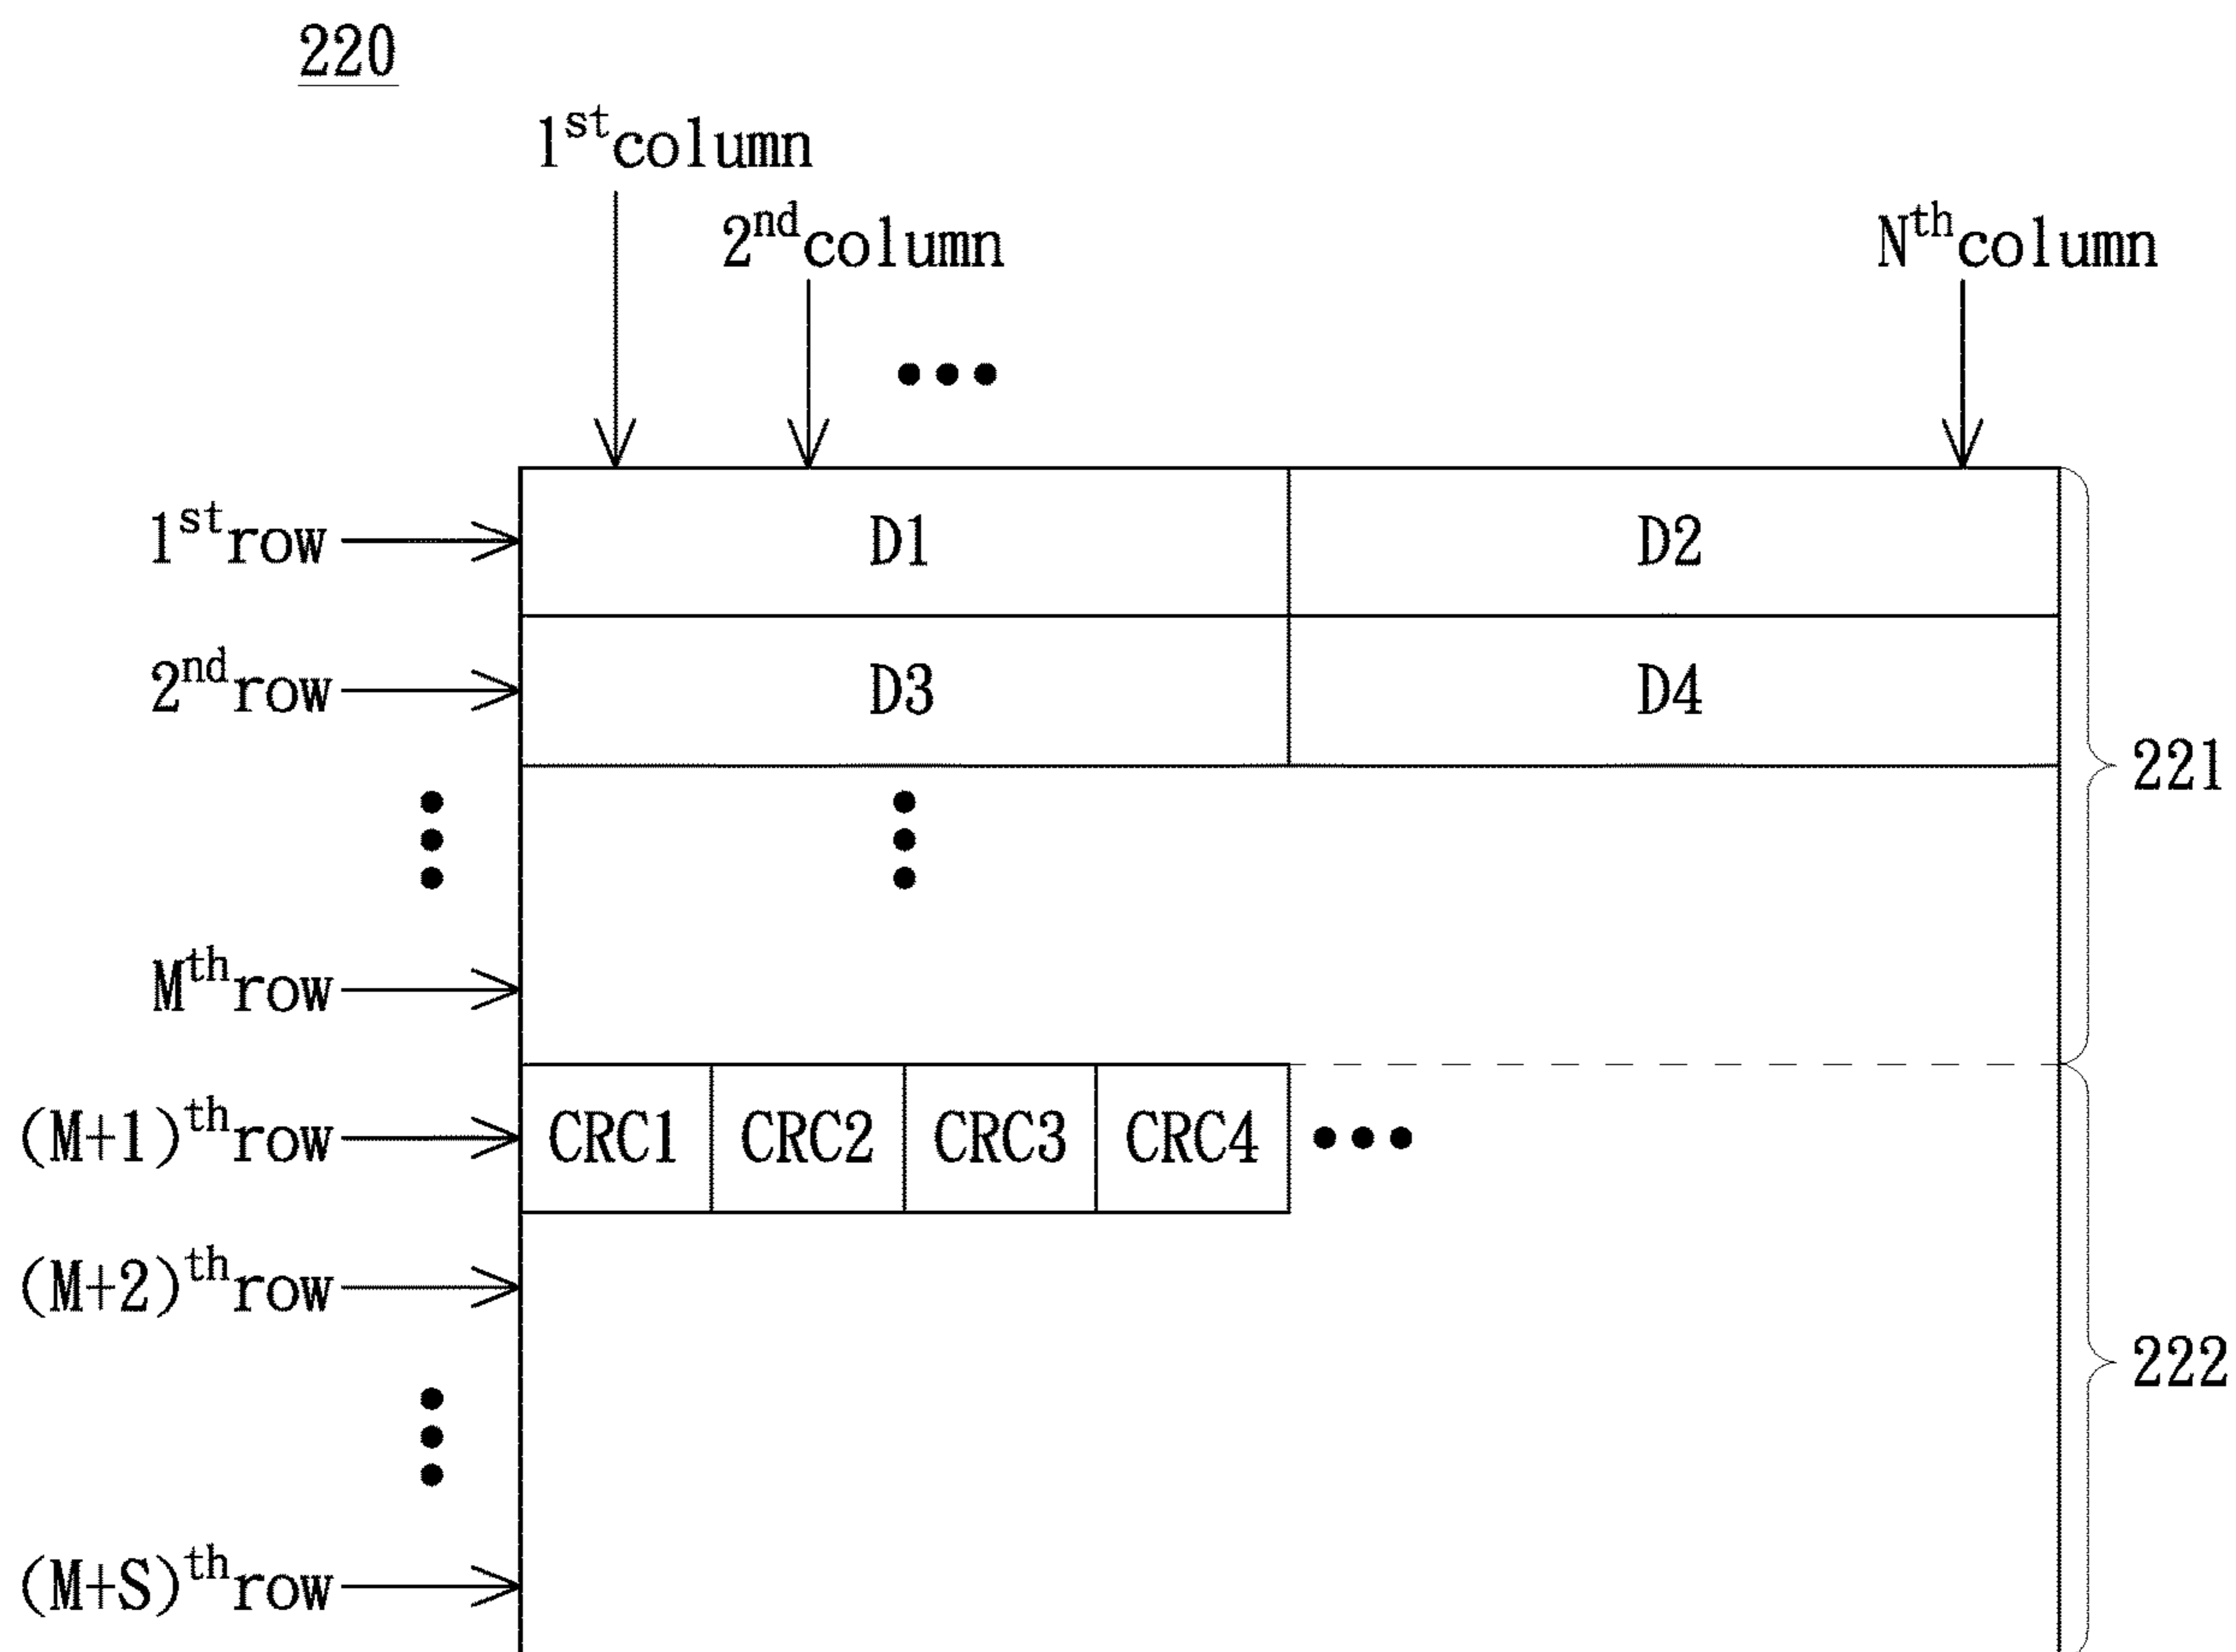 220
1st column
2nd column
Nth column
•••
1st row D1 D2
2nd row D3 D4
221
Mth row
(M+1)th row CRC1 CRC2 CRC3 CRC4 •••
(M+2)th row
222
(M+S)th row